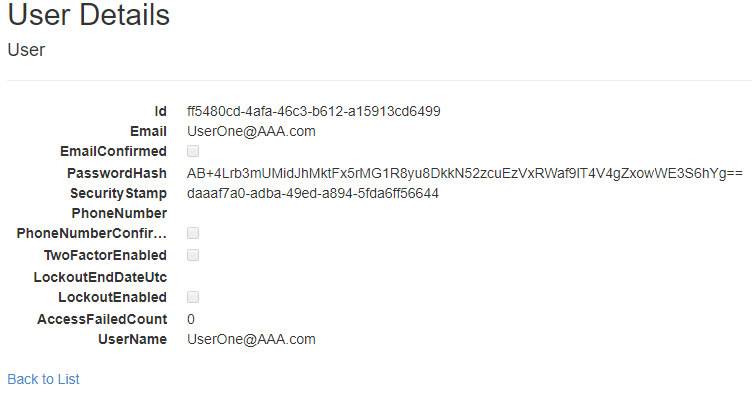 User Details
User
Id ff5480cd-4afa-46c3-b612-a15913cd6499
Email UserOne@AAA.com
EmailConfirmed
PasswordHash AB+4Lrb3mUMidJhMktFx5rMG1R8yu8DkkN52zcuEzVxRWaf9lT4V4gZxowWE3S6hYg==
SecurityStamp daaaf7a0-adba-49ed-a894-5fda6ff56644
PhoneNumber
PhoneNumberConfir...
TwoFactorEnabled
LockoutEndDateUtc
LockoutEnabled
AccessFailedCount 0
UserName UserOne@AAA.com
Back to List